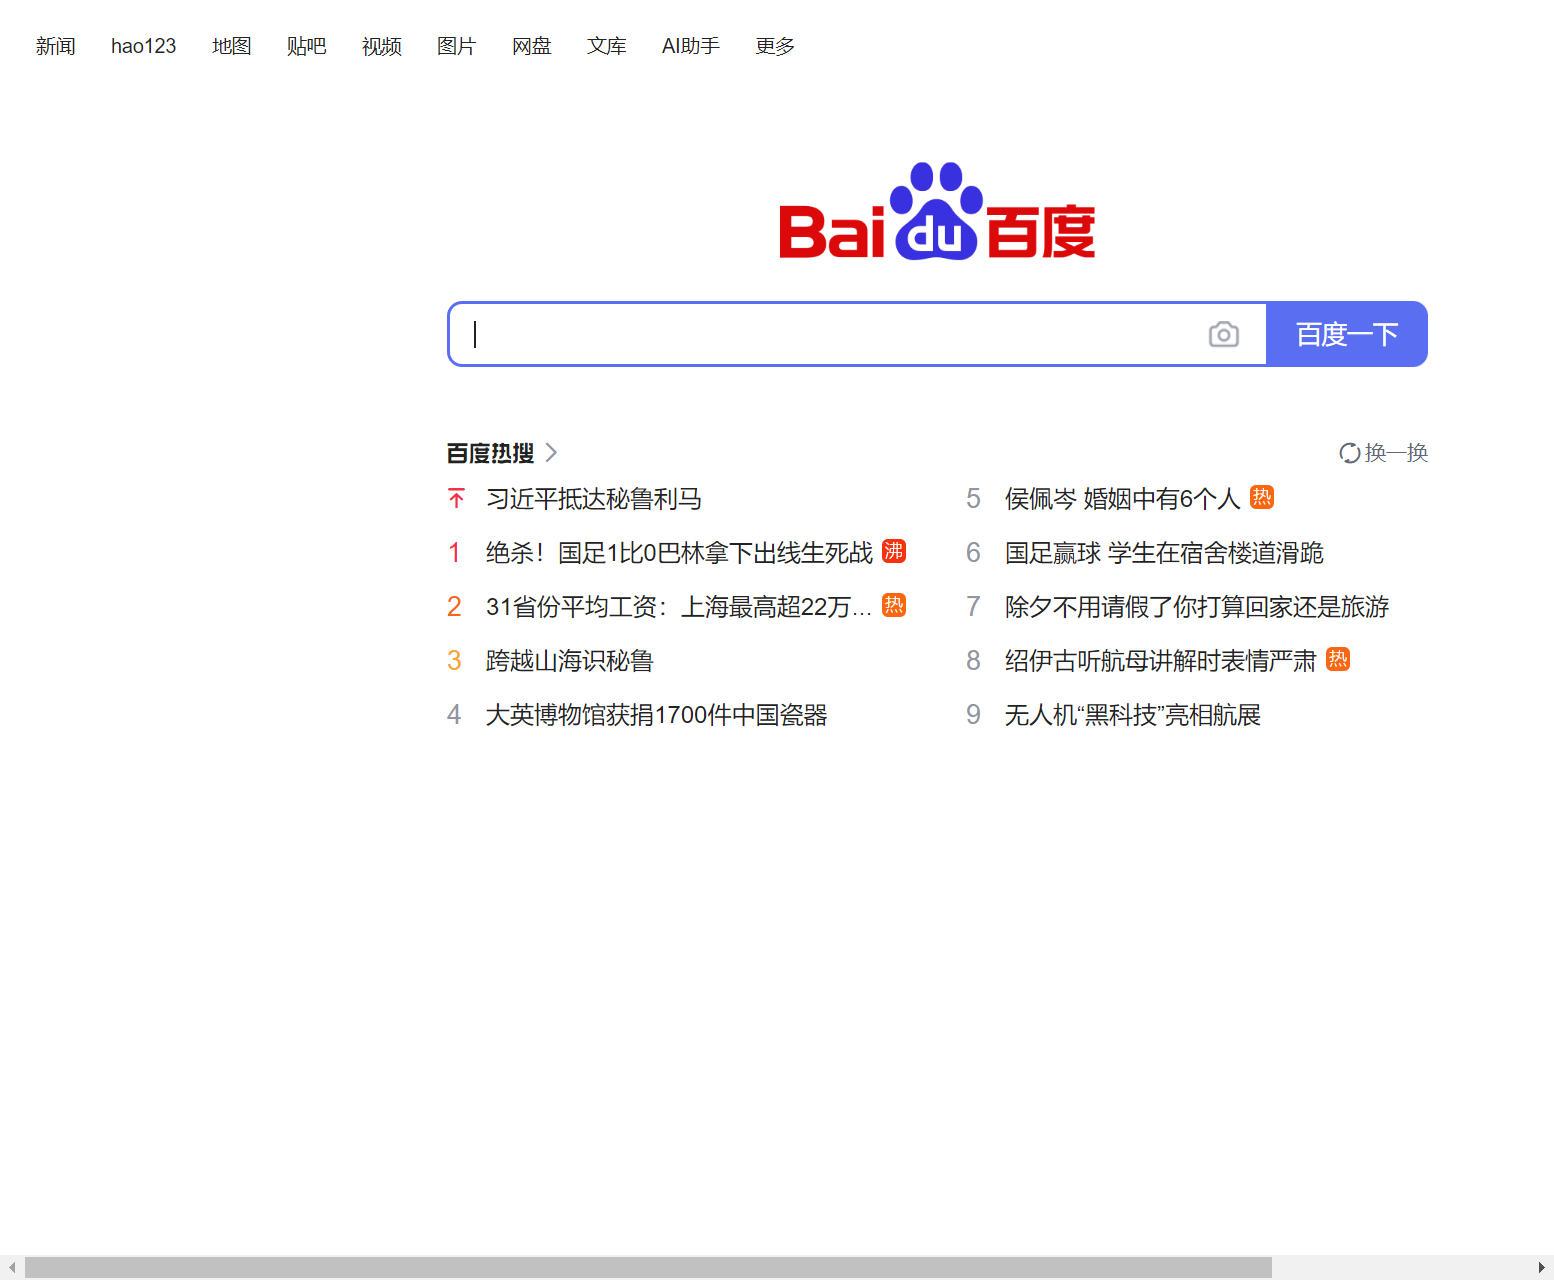 新闻 hao123 地图 贴吧 视频 图片 网盘 文库 AI助手 更多
Bai du 百度
百度一下
百度热搜
换一换
习近平抵达秘鲁利马
1 绝杀！国足1比0巴林拿下出线生死战 沸
2 31省份平均工资：上海最高超22万... 热
3 跨越山海识秘鲁
4 大英博物馆获捐1700件中国瓷器
5 侯佩岑 婚姻中有6个人 热
6 国足赢球 学生在宿舍楼道滑跪
7 除夕不用请假了你打算回家还是旅游
8 绍伊古听航母讲解时表情严肃 热
9 无人机“黑科技”亮相航展